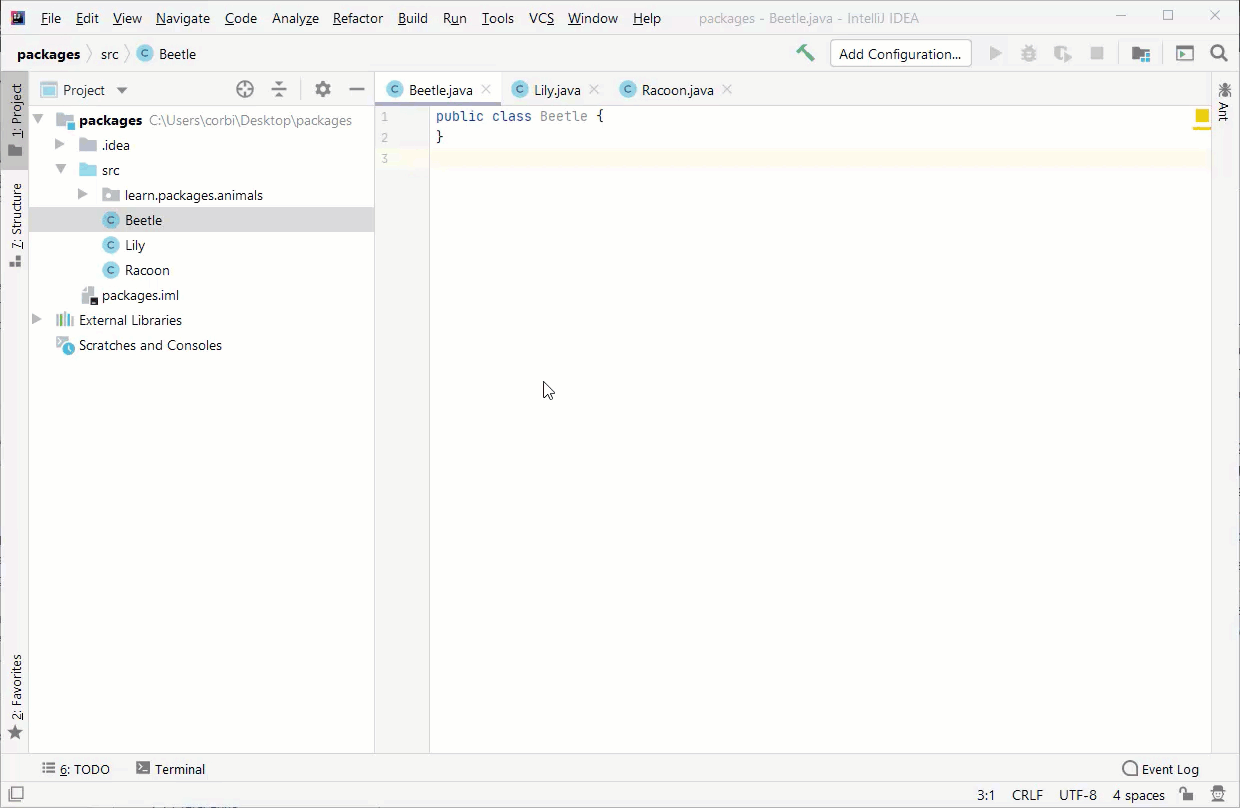 File Edit View Navigate Code Analyze Refactor Build Run Tools VCS Window Help packages - Beetle.java - IntelliJ IDEA
packages src C Beetle Add Configuration...
1: Project
7: Structure
2: Favorites
Project
packages C:\Users\corbi\Desktop\packages
.idea
src
learn.packages.animals
C Beetle
C Lily
C Racoon
packages.iml
External Libraries
Scratches and Consoles
C Beetle.java C Lily.java C Racoon.java
1 public class Beetle {
2 }
3
Ant
6: TODO Terminal Event Log
3:1 CRLF UTF-8 4 spaces